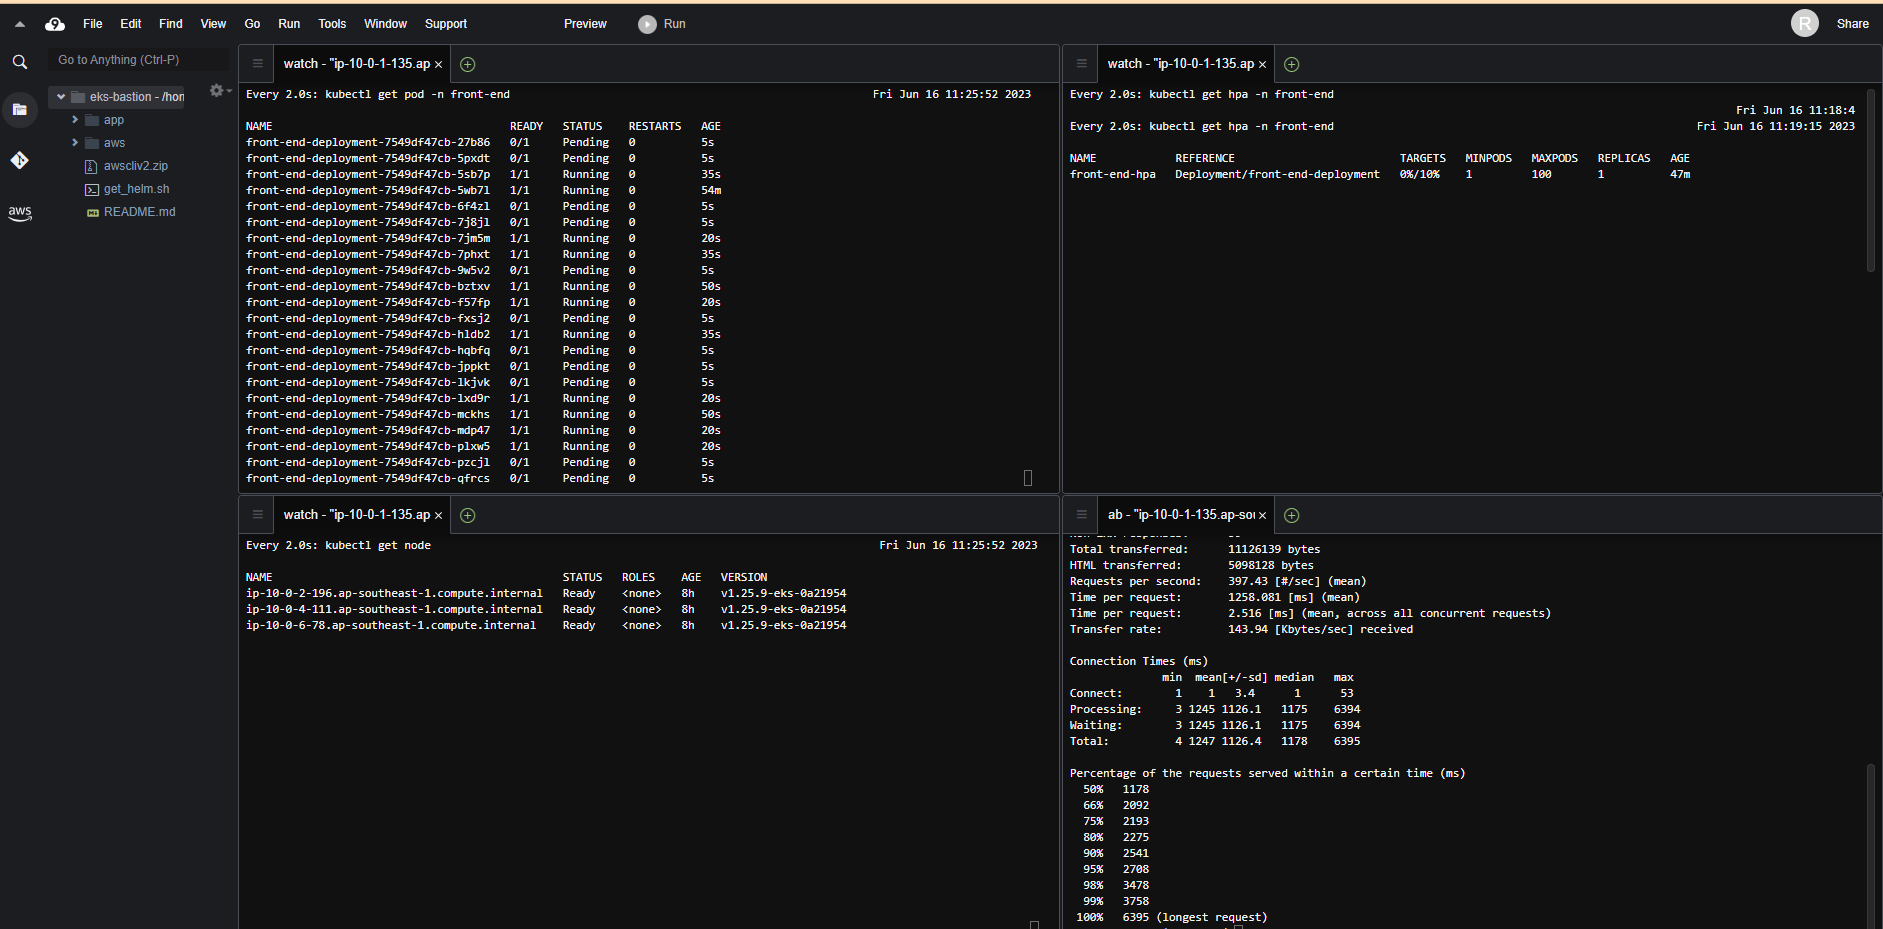 File Edit Find View Go Run Tools Window Support Preview Run R Share
Go to Anything (Ctrl-P)
eks-bastion - /hon
app
aws
awscliv2.zip
get_helm.sh
README.md
aws
watch - "ip-10-0-1-135.ap ×
Every 2.0s: kubectl get pod -n front-end Fri Jun 16 11:25:52 2023
NAME READY STATUS RESTARTS AGE
front-end-deployment-7549df47cb-27b86 0/1 Pending 0 5s
front-end-deployment-7549df47cb-5pxdt 0/1 Pending 0 5s
front-end-deployment-7549df47cb-5sb7p 1/1 Running 0 35s
front-end-deployment-7549df47cb-5wb7l 1/1 Running 0 54m
front-end-deployment-7549df47cb-6f4zl 0/1 Pending 0 5s
front-end-deployment-7549df47cb-7j8jl 0/1 Pending 0 5s
front-end-deployment-7549df47cb-7jm5m 1/1 Running 0 20s
front-end-deployment-7549df47cb-7phxt 1/1 Running 0 35s
front-end-deployment-7549df47cb-9w5v2 0/1 Pending 0 5s
front-end-deployment-7549df47cb-bztxv 1/1 Running 0 50s
front-end-deployment-7549df47cb-f57fp 1/1 Running 0 20s
front-end-deployment-7549df47cb-fxsj2 0/1 Pending 0 5s
front-end-deployment-7549df47cb-hldb2 1/1 Running 0 35s
front-end-deployment-7549df47cb-hqbfq 0/1 Pending 0 5s
front-end-deployment-7549df47cb-jppkt 0/1 Pending 0 5s
front-end-deployment-7549df47cb-lkjvk 0/1 Pending 0 5s
front-end-deployment-7549df47cb-lxd9r 1/1 Running 0 20s
front-end-deployment-7549df47cb-mckhs 1/1 Running 0 50s
front-end-deployment-7549df47cb-mdp47 1/1 Running 0 20s
front-end-deployment-7549df47cb-plxw5 1/1 Running 0 20s
front-end-deployment-7549df47cb-pzcjl 0/1 Pending 0 5s
front-end-deployment-7549df47cb-qfrcs 0/1 Pending 0 5s
watch - "ip-10-0-1-135.ap ×
Every 2.0s: kubectl get hpa -n front-end
Fri Jun 16 11:18:4
Every 2.0s: kubectl get hpa -n front-end Fri Jun 16 11:19:15 2023
NAME REFERENCE TARGETS MINPODS MAXPODS REPLICAS AGE
front-end-hpa Deployment/front-end-deployment 0%/10% 1 100 1 47m
watch - "ip-10-0-1-135.ap ×
Every 2.0s: kubectl get node Fri Jun 16 11:25:52 2023
NAME STATUS ROLES AGE VERSION
ip-10-0-2-196.ap-southeast-1.compute.internal Ready <none> 8h v1.25.9-eks-0a21954
ip-10-0-4-111.ap-southeast-1.compute.internal Ready <none> 8h v1.25.9-eks-0a21954
ip-10-0-6-78.ap-southeast-1.compute.internal Ready <none> 8h v1.25.9-eks-0a21954
ab - "ip-10-0-1-135.ap-sou ×
Total transferred: 11126139 bytes
HTML transferred: 5098128 bytes
Requests per second: 397.43 [#/sec] (mean)
Time per request: 1258.081 [ms] (mean)
Time per request: 2.516 [ms] (mean, across all concurrent requests)
Transfer rate: 143.94 [Kbytes/sec] received
Connection Times (ms)
min mean[+/-sd] median max
Connect: 1 1 3.4 1 53
Processing: 3 1245 1126.1 1175 6394
Waiting: 3 1245 1126.1 1175 6394
Total: 4 1247 1126.4 1178 6395
Percentage of the requests served within a certain time (ms)
50% 1178
66% 2092
75% 2193
80% 2275
90% 2541
95% 2708
98% 3478
99% 3758
100% 6395 (longest request)